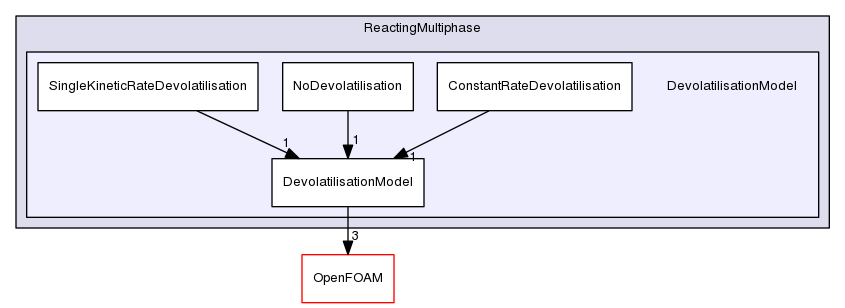 ReactingMultiphase
SingleKineticRateDevolatilisation
NoDevolatilisation
ConstantRateDevolatilisation
DevolatilisationModel
1
1
1
DevolatilisationModel
3
OpenFOAM